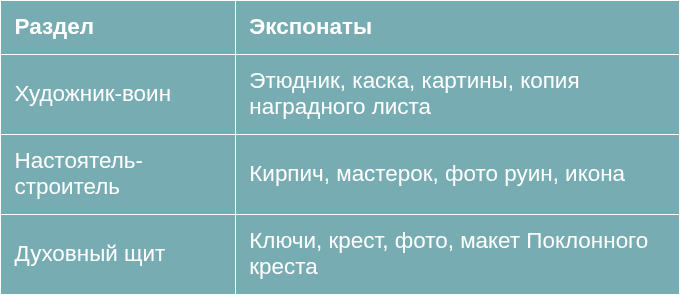 Раздел
Экспонаты
Художник-воин
Этюдник, каска, картины, копия
наградного листа
Настоятель-
строитель
Кирпич, мастерок, фото руин, икона
Духовный щит
Ключи, крест, фото, макет Поклонного
креста